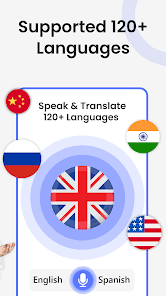 Supported 120+
Languages
Speak & Translate
120+ Languages
English
Spanish